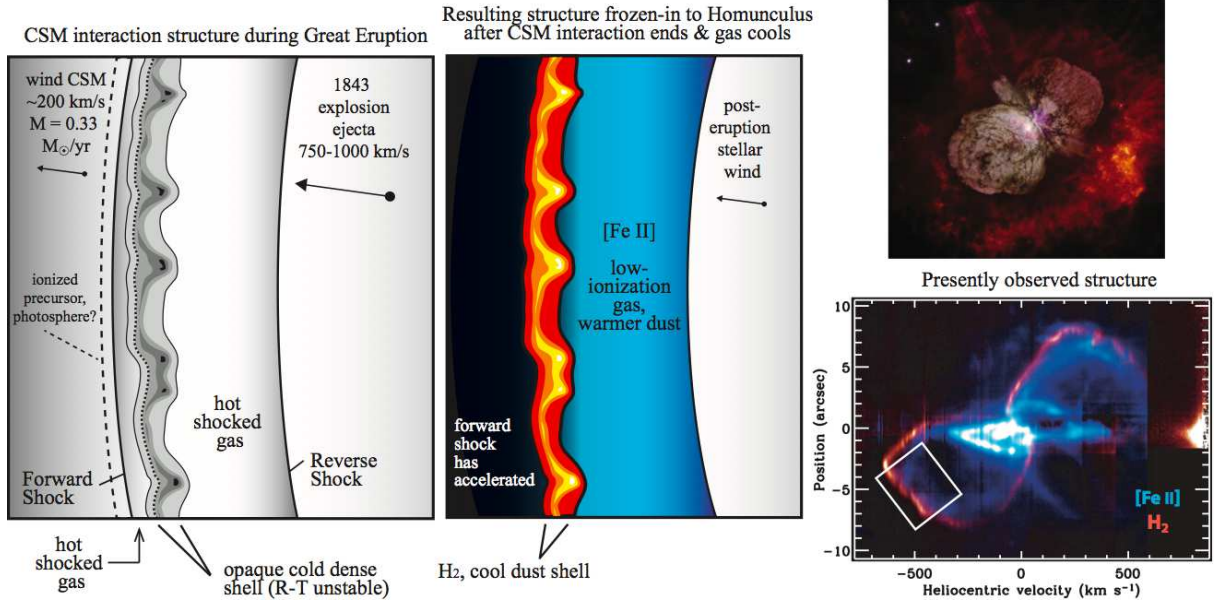 CSM interaction structure during Great Eruption
wind CSM
~200 km/s
M = 0.33
M☉/yr
1843
explosion
ejecta
750-1000 km/s
ionized
precursor,
photosphere?
hot
shocked
gas
Forward
Shock
Reverse
Shock
hot
shocked
gas
opaque cold dense
shell (R-T unstable)
Resulting structure frozen-in to Homunculus
after CSM interaction ends & gas cools
post-
eruption
stellar
wind
[Fe II]
low-
ionization
gas,
warmer dust
forward
shock
has
accelerated
H₂, cool dust shell
Presently observed structure
10
5
0
-5
-10
Position (arcsec)
[Fe II]
H₂
-500
0
500
Heliocentric velocity (km s⁻¹)